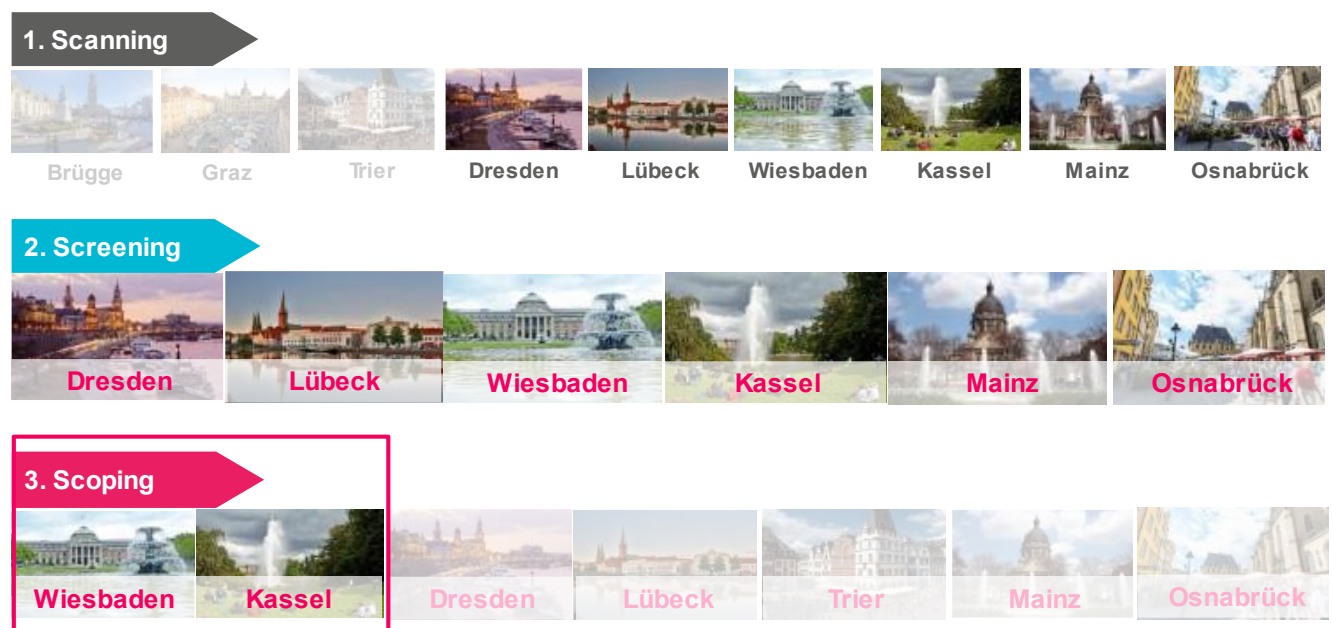 1. Scanning
Brügge Graz Trier Dresden Lübeck Wiesbaden Kassel Mainz Osnabrück
2. Screening
Dresden Lübeck Wiesbaden Kassel Mainz Osnabrück
3. Scoping
Wiesbaden Kassel Dresden Lübeck Trier Mainz Osnabrück